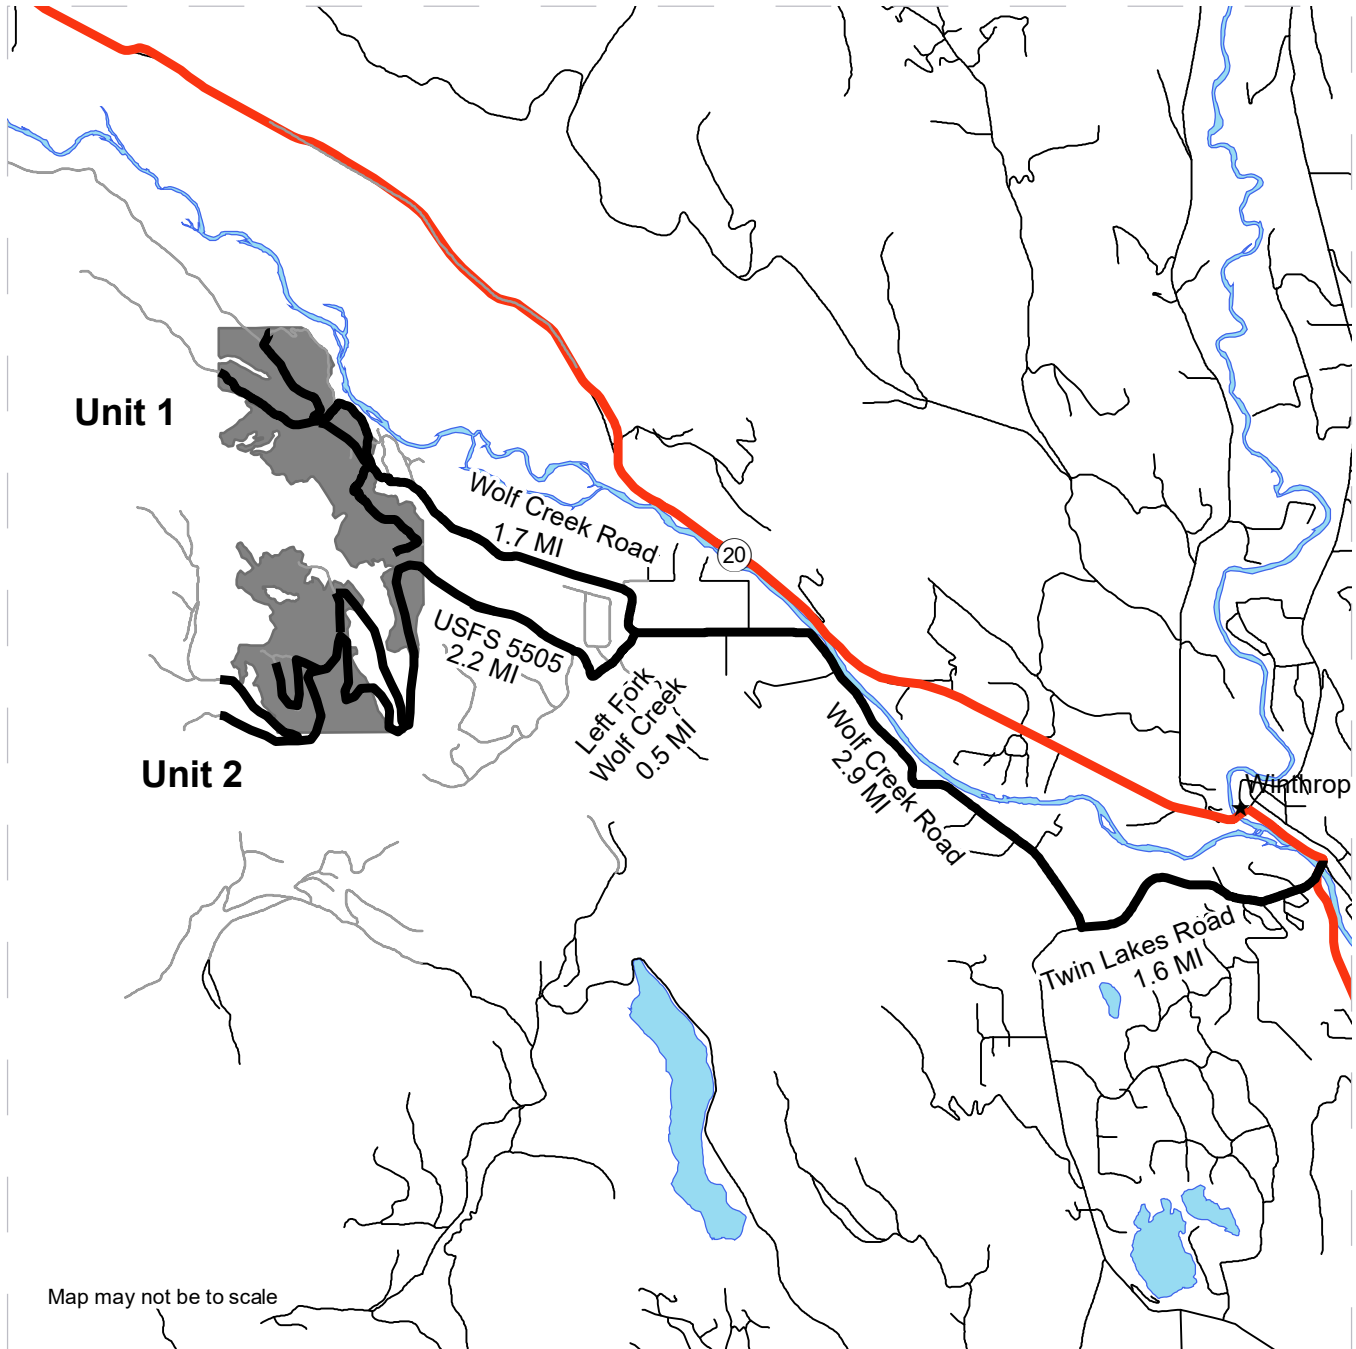 Unit 1
Wolf Creek Road
1.7 MI
20
USFS 5505
2.2 MI
Left Fork
Wolf Creek
0.5 MI
Wolf Creek Road
2.9 MI
Unit 2
Winthrop
Twin Lakes Road
1.6 MI
Map may not be to scale